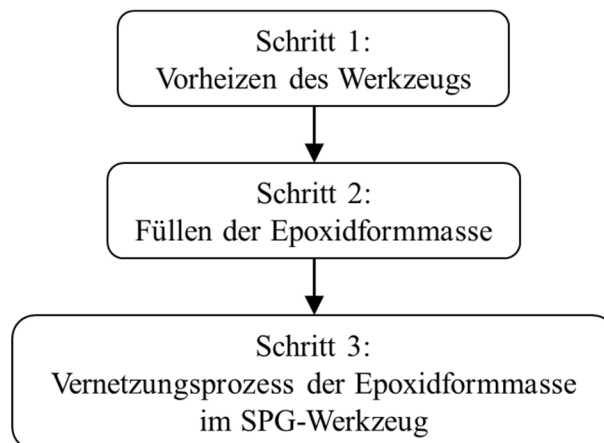 Schritt 1:
Vorheizen des Werkzeugs
Schritt 2:
Füllen der Epoxidformmasse
Schritt 3:
Vernetzungsprozess der Epoxidformmasse
im SPG-Werkzeug